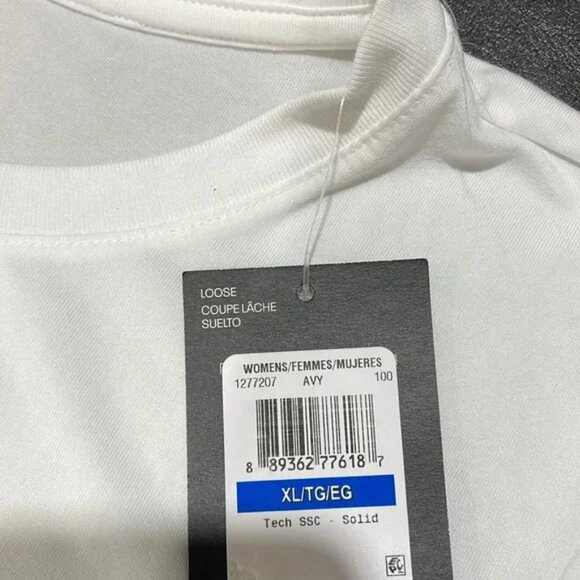 LOOSE
COUPE LÂCHE
SUELTO
WOMENS/FEMMES/MUJERES
1277207 AVY 100
8 89362 77618 7
XL/TG/EG
Tech SSC - Solid